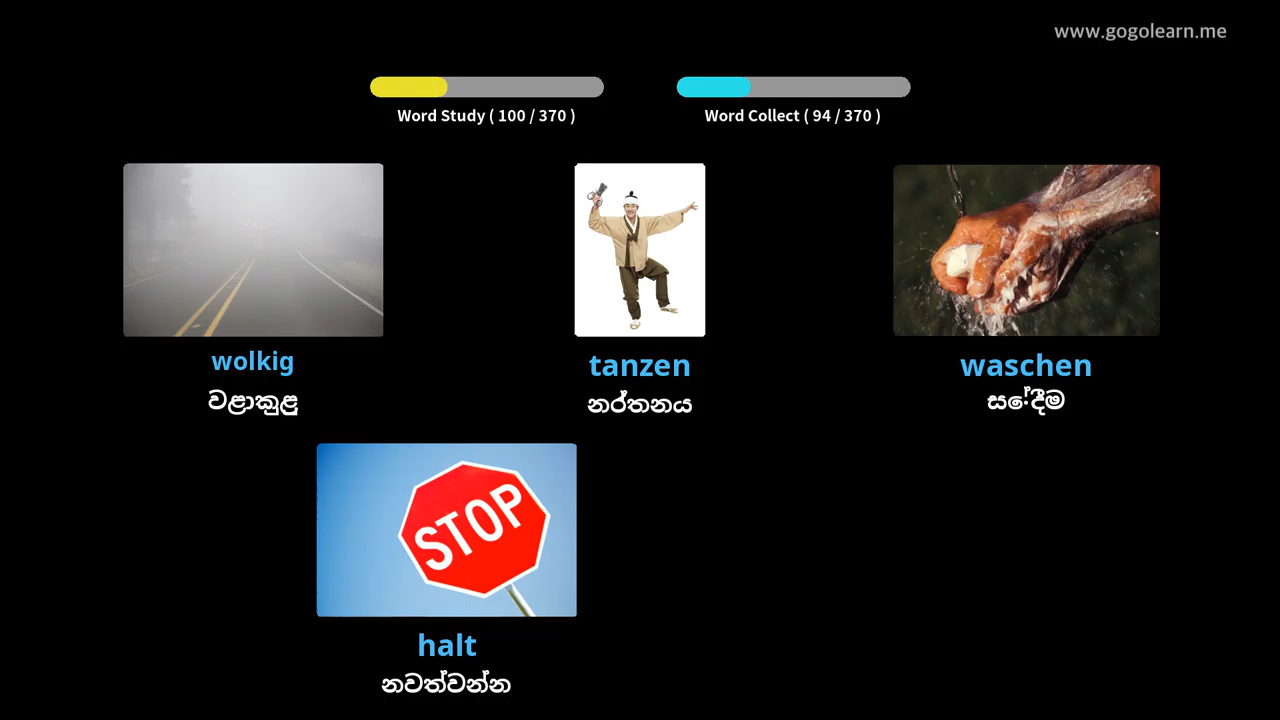 www.gogolearn.me
Word Study ( 100 / 370 )
Word Collect ( 94 / 370 )
wolkig
වළාකුළු
tanzen
නර්තනය
waschen
සේදීම
STOP
halt
නවත්වන්න